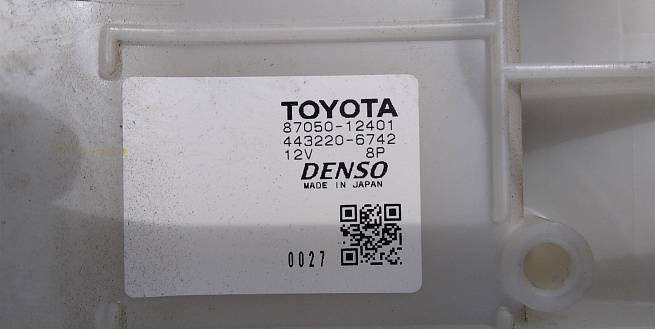 TOYOTA
87050-12401
443220-6742
12V 8P
DENSO
MADE IN JAPAN
0027